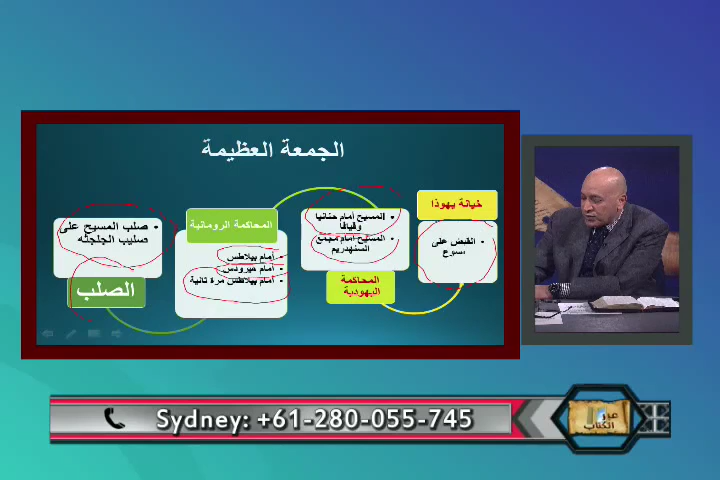 الجمعة العظيمة
خيانة يهوذا
• القبض على
يسوع
• المسيح أمام حنانيا
وقيافا
• المسيح أمام مجمع
السنهدريم
المحاكمة
اليهودية
المحاكمة الرومانية
• أمام بيلاطس
• أمام هيرودس
• أمام بيلاطس مرة ثانية
• صلب المسيح على
صليب الجلجثه
الصلب
Sydney: +61-280-055-745
الكتاب